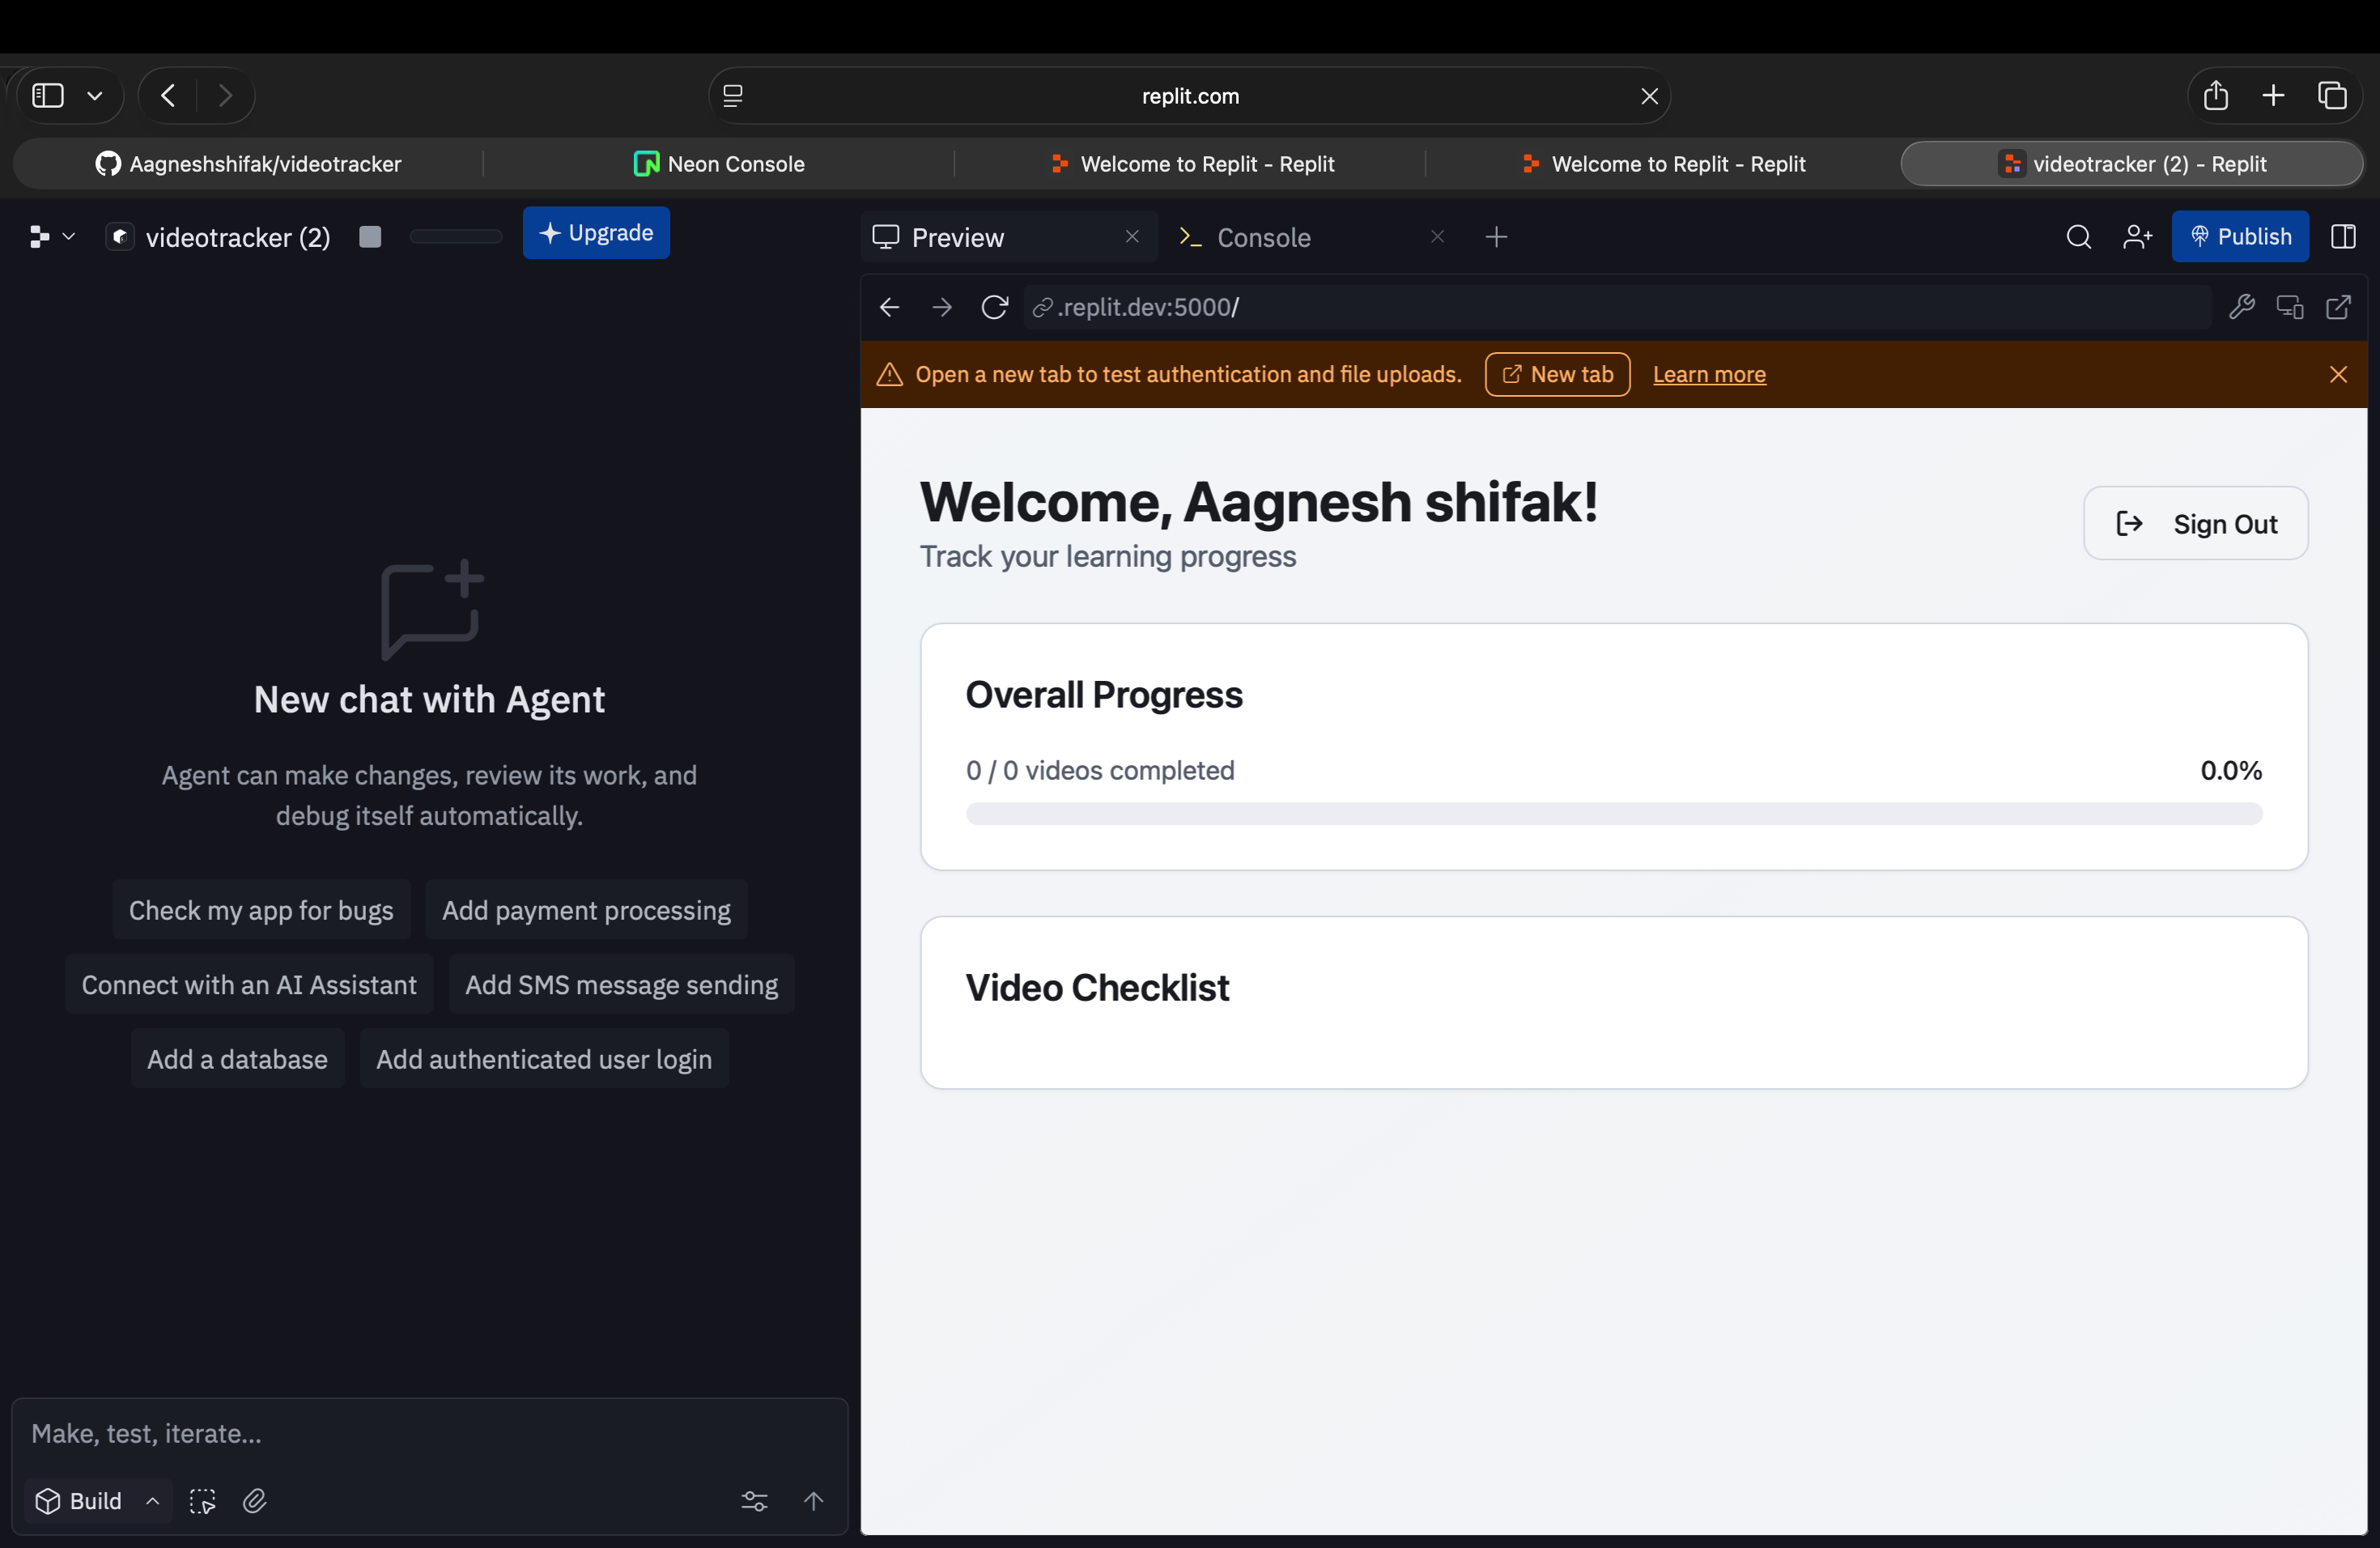 replit.com
Aagneshshifak/videotracker
Neon Console
Welcome to Replit - Replit
Welcome to Replit - Replit
videotracker (2) - Replit
videotracker (2)
Upgrade
Preview
Console
Publish
.replit.dev:5000/
Open a new tab to test authentication and file uploads.
New tab
Learn more
New chat with Agent
Agent can make changes, review its work, and
debug itself automatically.
Check my app for bugs
Add payment processing
Connect with an AI Assistant
Add SMS message sending
Add a database
Add authenticated user login
Make, test, iterate...
Build
Welcome, Aagnesh shifak!
Track your learning progress
Sign Out
Overall Progress
0 / 0 videos completed
0.0%
Video Checklist